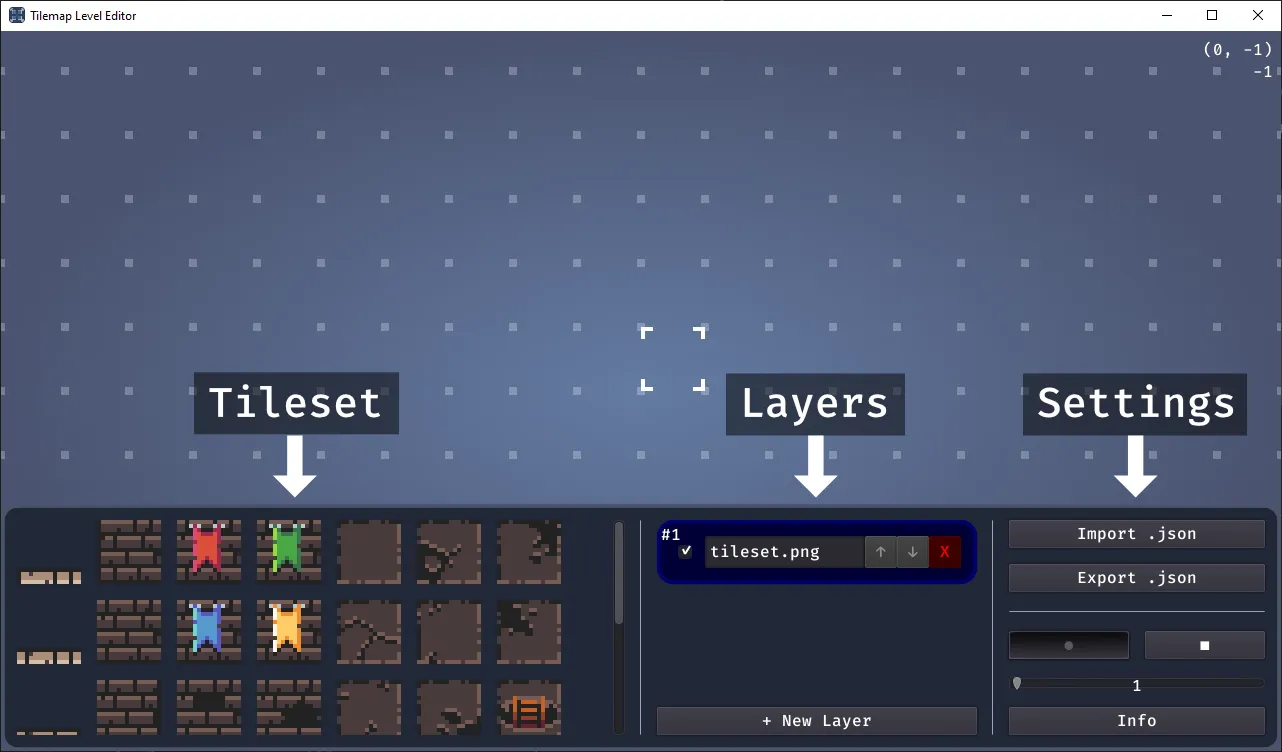 Tilemap Level Editor
(0, -1)
-1
Tileset
Layers
Settings
#1
tileset.png
↑
↓
X
+ New Layer
Import .json
Export .json
1
Info